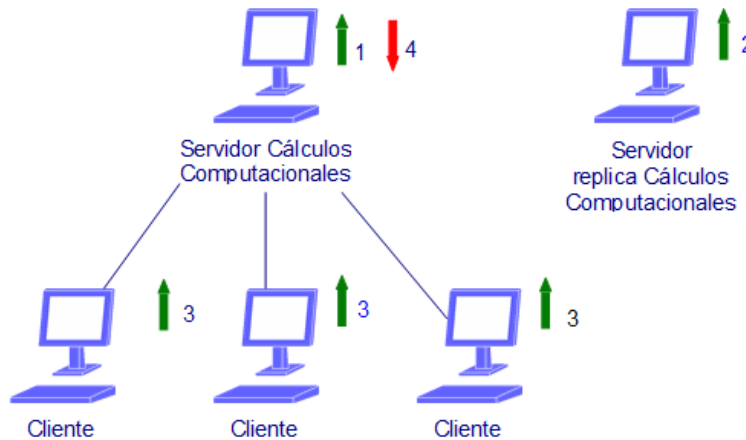 1 4
2
Servidor Cálculos
Computacionales
Servidor
replica Cálculos
Computacionales
3 3 3
Cliente Cliente Cliente